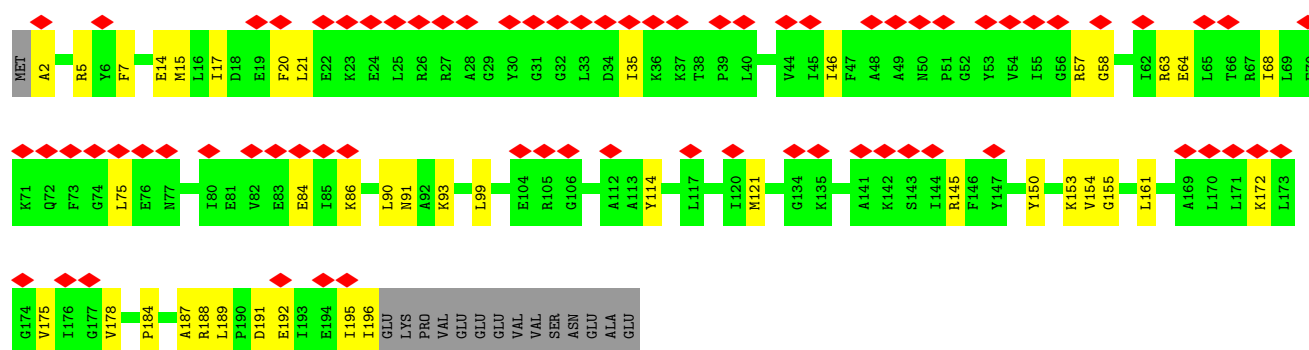 MET A2 R5 Y6 F7 E14 M15 L16 I17 D18 E19 F20 L21 E22 K23 E24 L25 R26 R27 A28 G29 Y30 G31 G32 L33 D34 I35 K36 K37 T38 P39 L40 V44 I45 I46 F47 A48 A49 N50 P51 G52 Y53 V54 I55 G56 R57 G58 I62 R63 E64 L65 T66 R67 I68 L69
K71 Q72 F73 G74 L75 E76 N77 I80 E81 V82 E83 E84 I85 K86 L90 N91 A92 K93 L99 E104 R105 G106 A112 A113 Y114 L117 I120 M121 G134 K135 A141 K142 S143 I144 R145 F146 Y147 Y150 K153 V154 G155 L161 A169 L170 L171 K172 L173
G174 V175 I176 G177 V178 P184 A187 R188 L189 P190 D191 E192 I193 E194 I195 I196 GLU LYS PRO VAL GLU GLU GLU VAL VAL SER ASN GLU ALA GLU